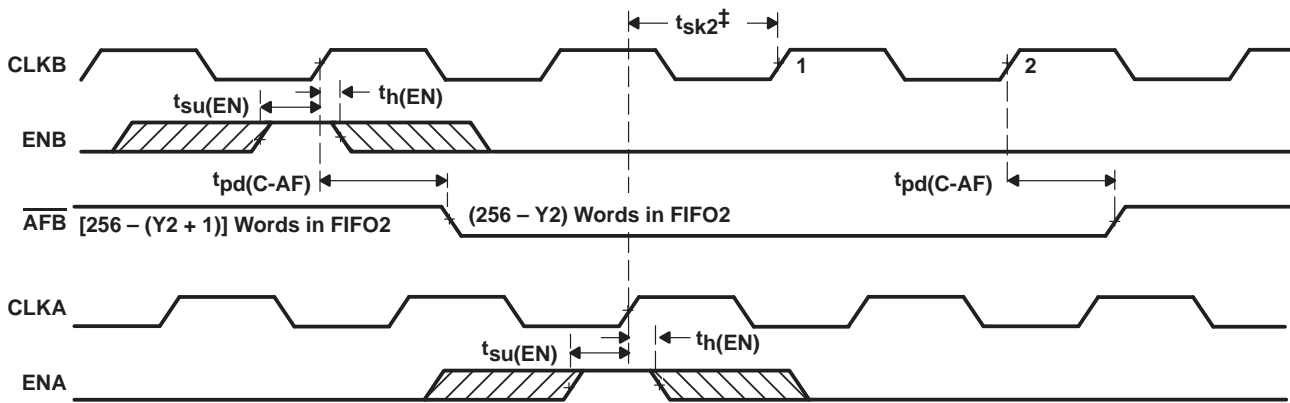 tsk2‡
CLKB
1
2
tsu(EN)
th(EN)
ENB
tpd(C-AF)
tpd(C-AF)
AFB
[256 – (Y2 + 1)] Words in FIFO2
(256 – Y2) Words in FIFO2
CLKA
tsu(EN)
th(EN)
ENA